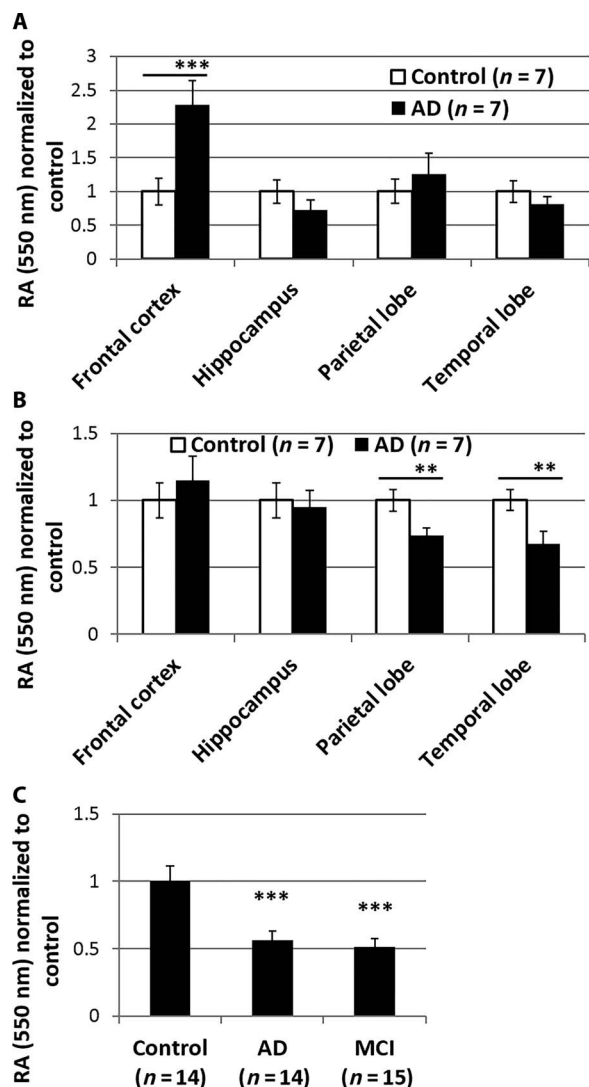 A
RA (550 nm) normalized to
control
3
2.5
2
1.5
1
0.5
0
***
Control (n = 7)
AD (n = 7)
Frontal cortex
Hippocampus
Parietal lobe
Temporal lobe
B
RA (550 nm) normalized to
control
1.5
1
0.5
0
Control (n = 7) AD (n = 7)
** **
Frontal cortex
Hippocampus
Parietal lobe
Temporal lobe
C
RA (550 nm) normalized to
control
1.5
1
0.5
0
*** ***
Control AD MCI
(n = 14) (n = 14) (n = 15)